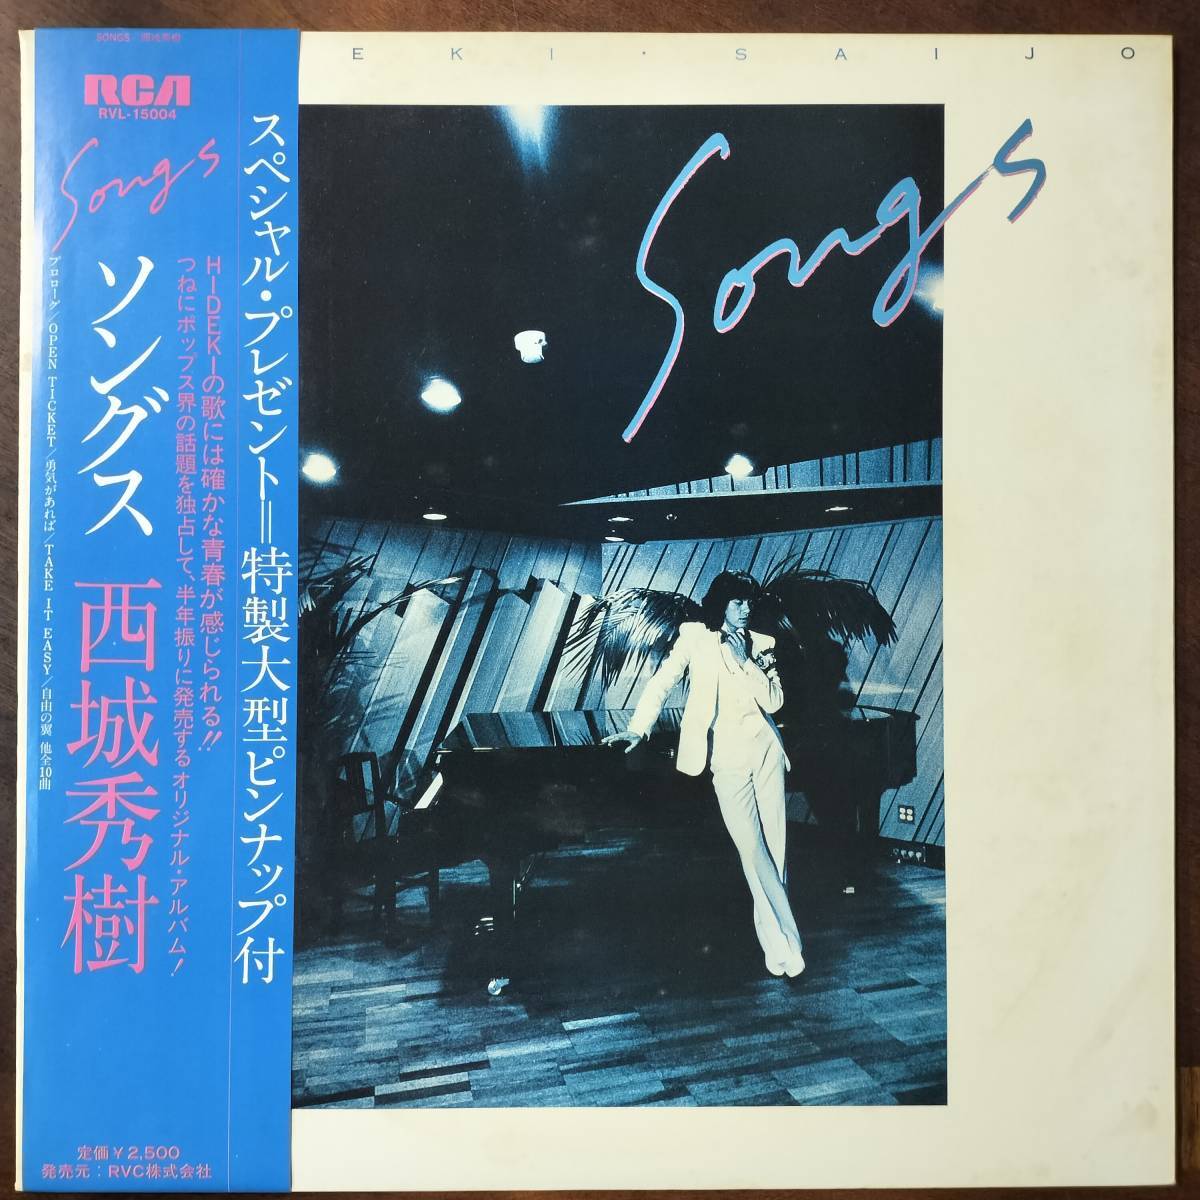 SONGS 西城秀樹
RCA
RVL-15004
Songs
スペシャル・プレゼント=特製大型ピンナップ付
HIDEKIの歌には確かな青春が感じられる!!
つねにポップス界の話題を独占して、半年振りに発売するオリジナル・アルバム!
ソングス 西城秀樹
プロローグ/OPEN TICKET/勇気があれば/TAKE IT EASY/自由の翼 他全10曲
定価¥2,500
発売元:RVC株式会社
EKI・SAIJO
Songs